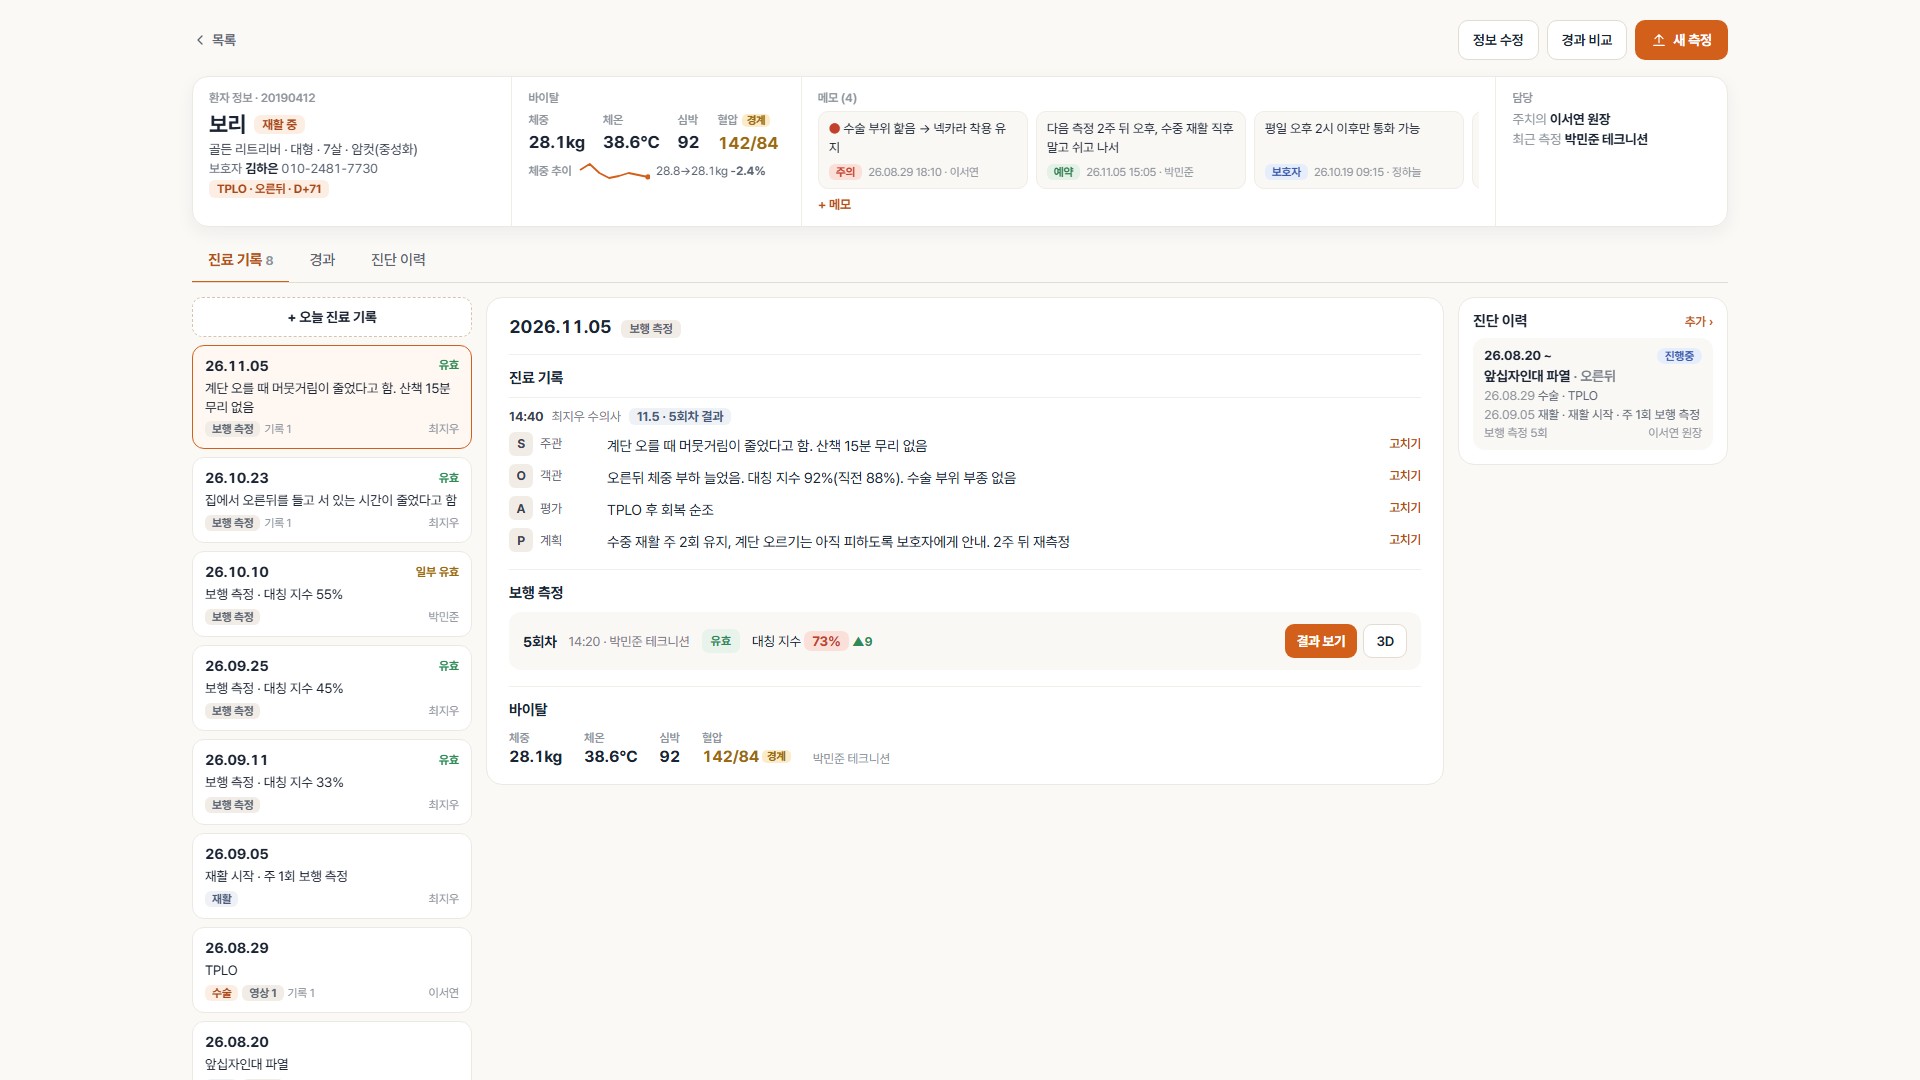 목록
정보 수정
경과 비교
새 측정
환자 정보 · 20190412
보리 재활 중
골든 리트리버 · 대형 · 7살 · 암컷(중성화)
보호자 김하은 010-2481-7730
TPLO · 오른뒤 · D+71
바이탈
체중 체온 심박 혈압 경계
28.1kg 38.6°C 92 142/84
체중 추이 28.8→28.1kg -2.4%
메모 (4)
수술 부위 핥음 → 넥카라 착용 유
지
주의 26.08.29 18:10 · 이서연
다음 측정 2주 뒤 오후, 수중 재활 직후
말고 쉬고 나서
예약 26.11.05 15:05 · 박민준
평일 오후 2시 이후만 통화 가능
보호자 26.10.19 09:15 · 정하늘
+ 메모
담당
주치의 이서연 원장
최근 측정 박민준 테크니션
진료 기록 8
경과
진단 이력
+ 오늘 진료 기록
26.11.05 유효
계단 오를 때 머뭇거림이 줄었다고 함. 산책 15분
무리 없음
보행 측정 기록 1 최지우
26.10.23 유효
집에서 오른뒤를 들고 서 있는 시간이 줄었다고 함
보행 측정 기록 1 최지우
26.10.10 일부 유효
보행 측정 · 대칭 지수 55%
보행 측정 박민준
26.09.25 유효
보행 측정 · 대칭 지수 45%
보행 측정 최지우
26.09.11 유효
보행 측정 · 대칭 지수 33%
보행 측정 최지우
26.09.05
재활 시작 · 주 1회 보행 측정
재활 최지우
26.08.29
TPLO
수술 영상 1 기록 1 이서연
26.08.20
앞십자인대 파열
2026.11.05 보행 측정
진료 기록
14:40 최지우 수의사 11.5 · 5회차 결과
S 주관 계단 오를 때 머뭇거림이 줄었다고 함. 산책 15분 무리 없음 고치기
O 객관 오른뒤 체중 부하 늘었음. 대칭 지수 92%(직전 88%). 수술 부위 부종 없음 고치기
A 평가 TPLO 후 회복 순조 고치기
P 계획 수중 재활 주 2회 유지, 계단 오르기는 아직 피하도록 보호자에게 안내. 2주 뒤 재측정 고치기
보행 측정
5회차 14:20 · 박민준 테크니션 유효 대칭 지수 73% ▲9 결과 보기 3D
바이탈
체중 체온 심박 혈압
28.1kg 38.6°C 92 142/84 경계 박민준 테크니션
진단 이력 추가 ›
26.08.20 ~ 진행중
앞십자인대 파열 · 오른뒤
26.08.29 수술 · TPLO
26.09.05 재활 · 재활 시작 · 주 1회 보행 측정
보행 측정 5회 이서연 원장